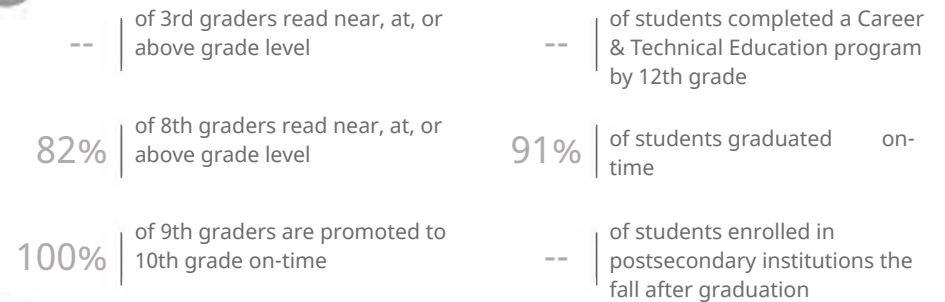 --
of 3rd graders read near, at, or
above grade level
82%
of 8th graders read near, at, or
above grade level
100%
of 9th graders are promoted to
10th grade on-time
--
of students completed a Career
& Technical Education program
by 12th grade
91%
of students graduated on-
time
--
of students enrolled in
postsecondary institutions the
fall after graduation